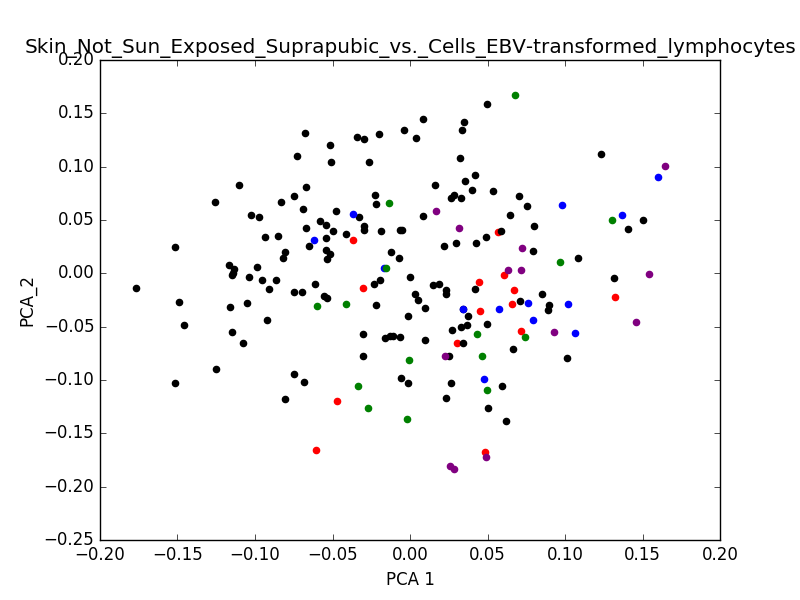 Skin_Not_Sun_Exposed_Suprapubic_vs._Cells_EBV-transformed_lymphocytes
0.20
0.15
0.10
0.05
0.00
−0.05
−0.10
−0.15
−0.20
−0.25
PCA_2
−0.20 −0.15 −0.10 −0.05 0.00 0.05 0.10 0.15 0.20
PCA 1